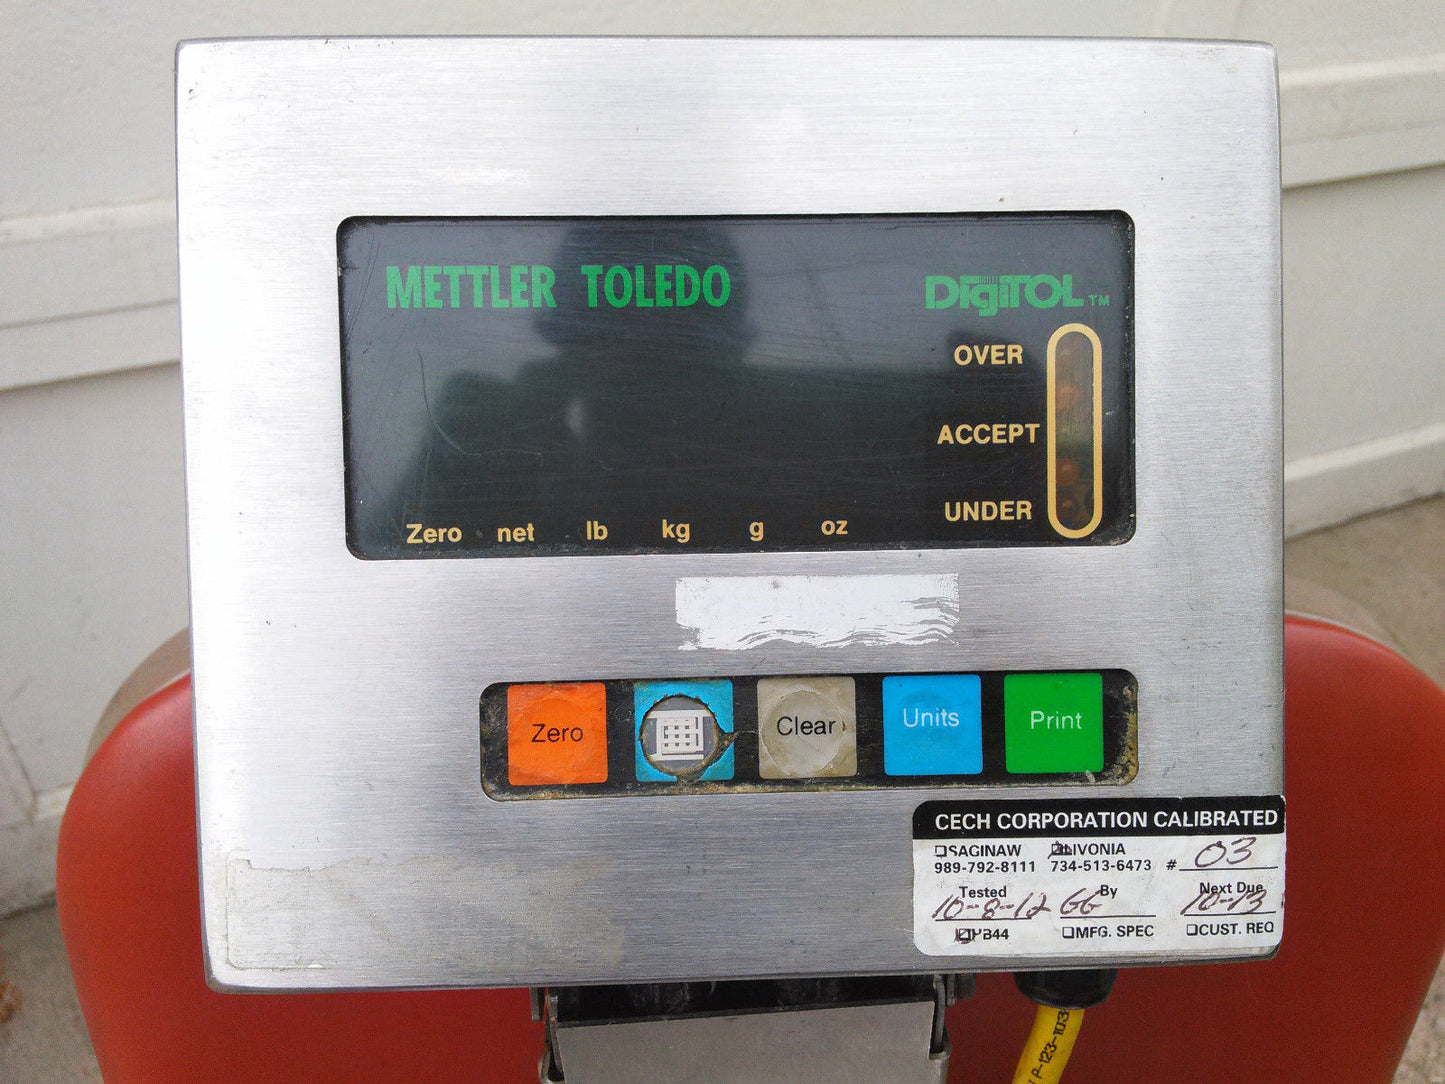 METTLER TOLEDO
DigiTOL™
OVER
ACCEPT
UNDER
Zero net lb kg g oz
Zero
Clear
Units
Print
CECH CORPORATION CALIBRATED
SAGINAW LIVONIA
989-792-8111 734-513-6473 # 03
Tested By Next Due
10-8-12 GG 10-13
HB44 MFG. SPEC CUST. REQ
P-123-103